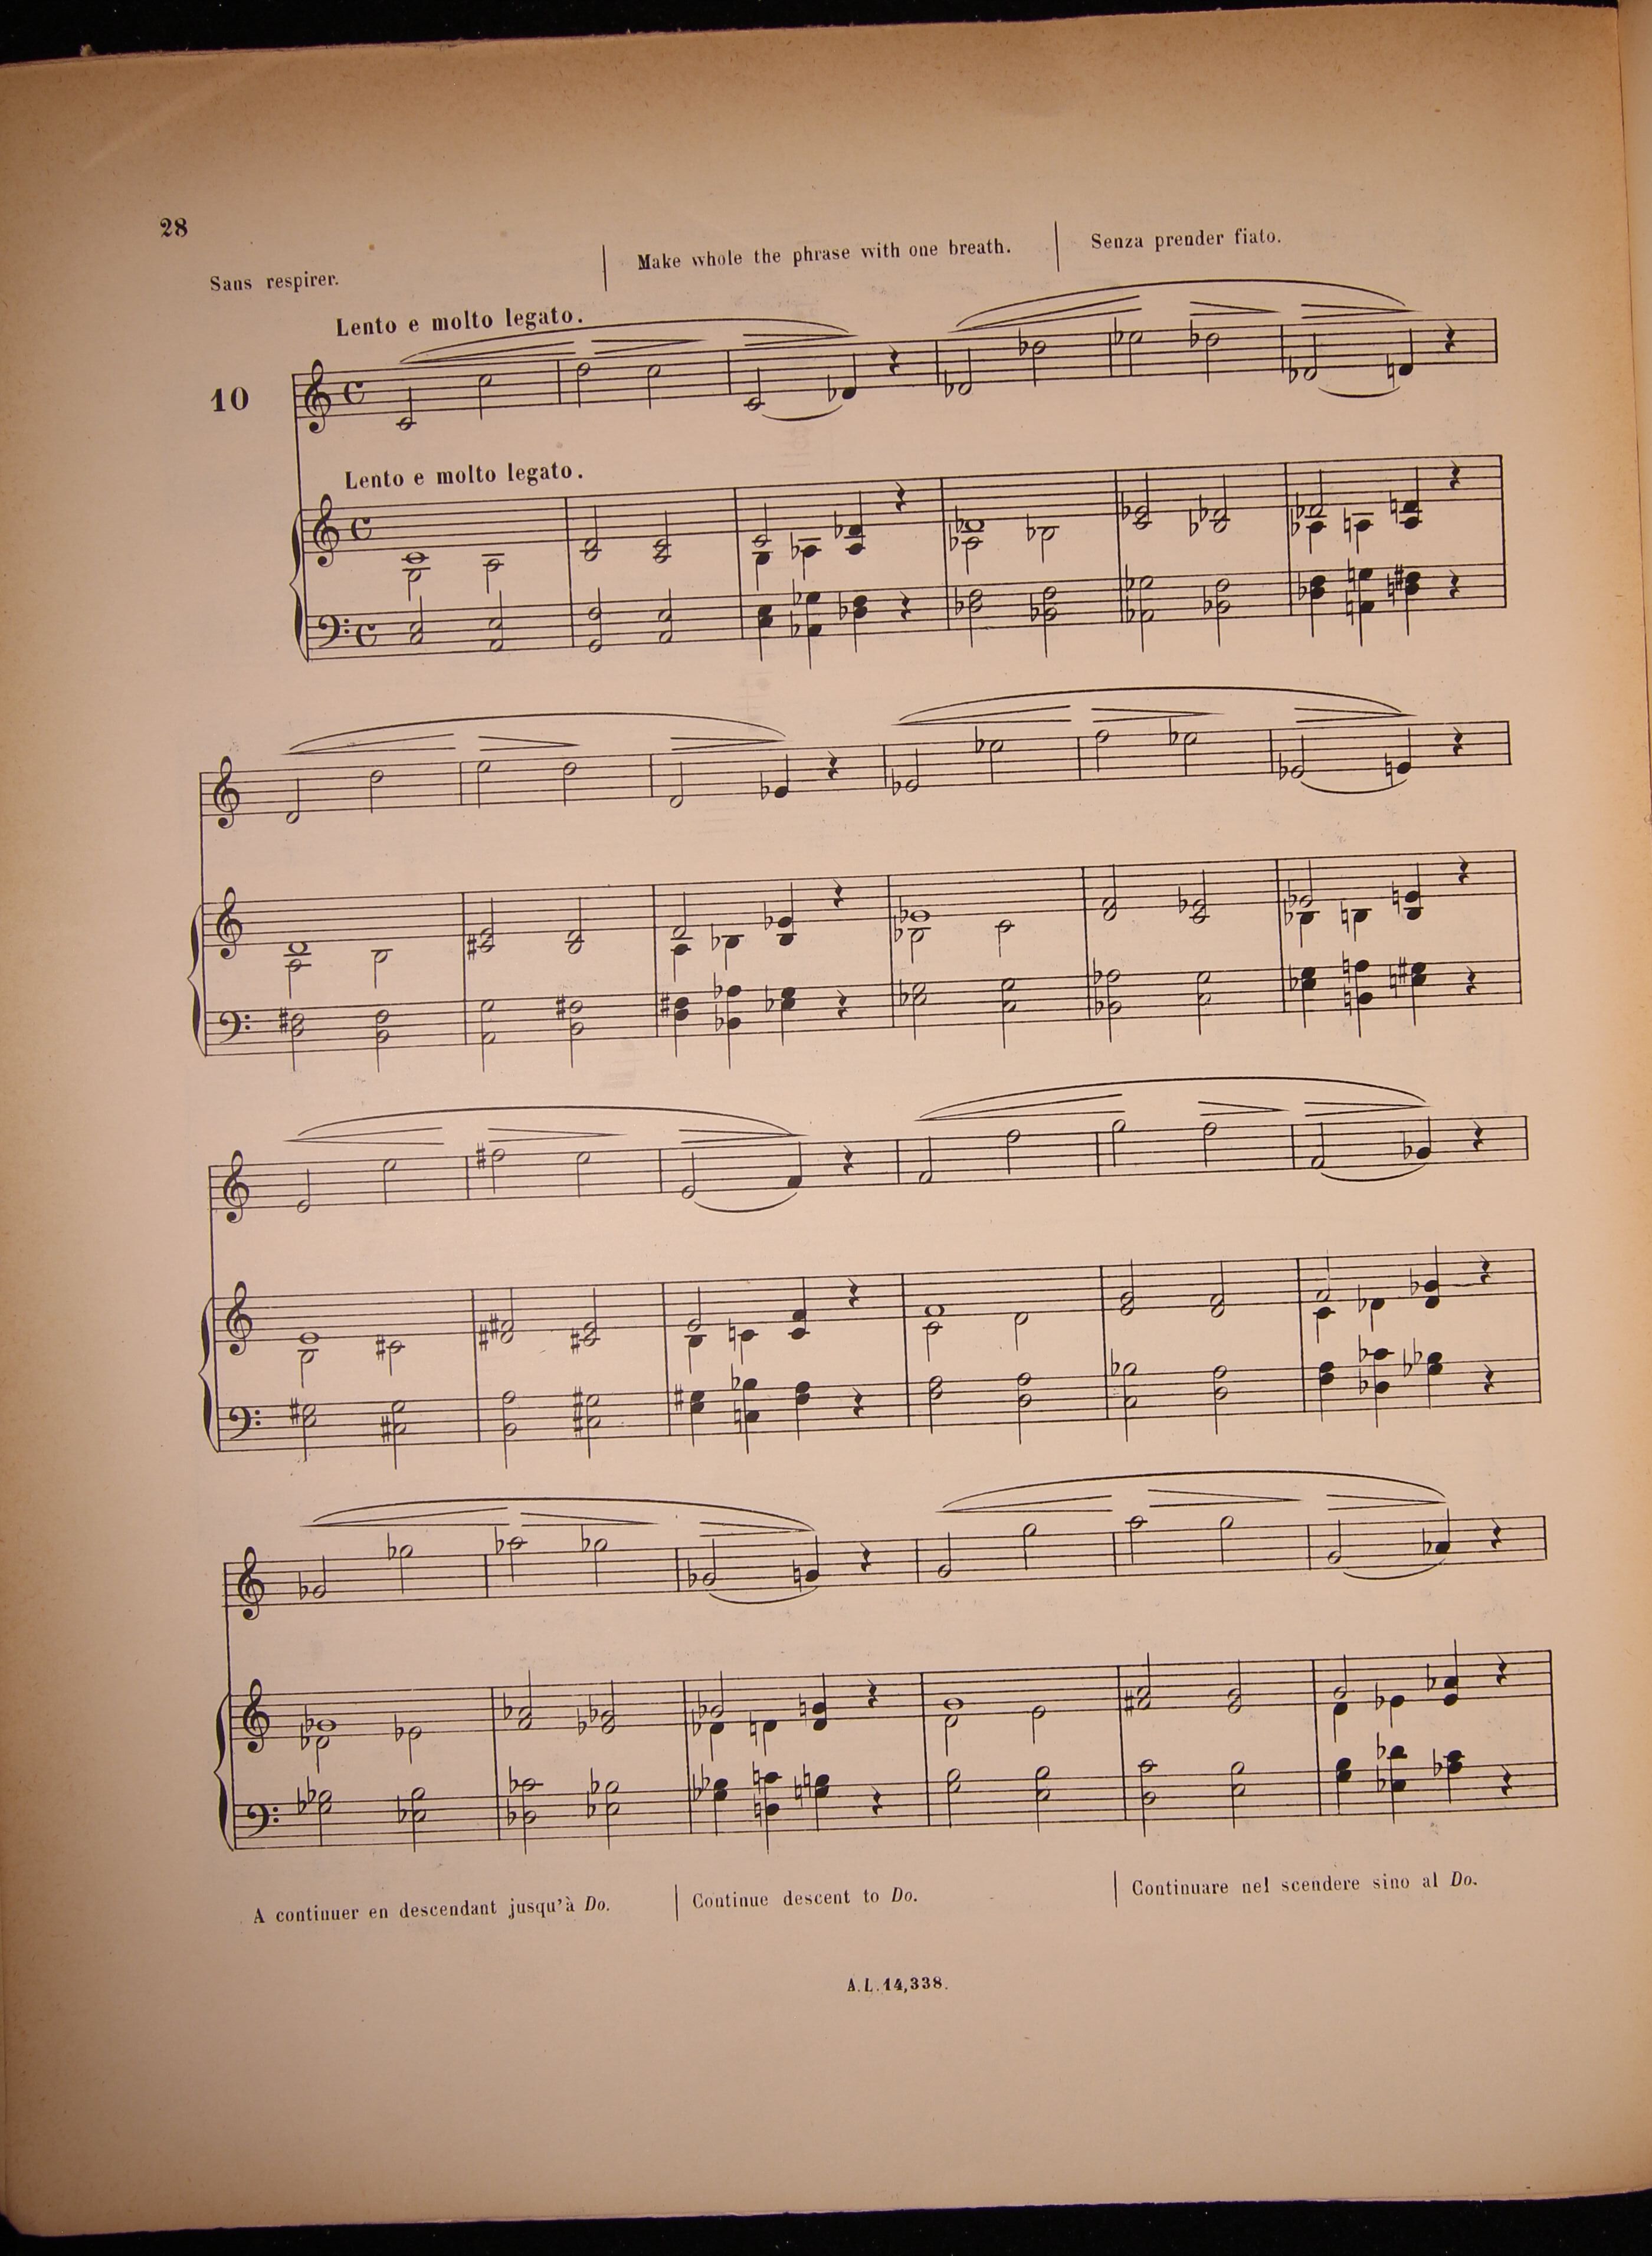 28
Sans respirer.
Make whole the phrase with one breath.
Senza prender fiato.
Lento e molto legato.
10
Lento e molto legato.
A continuer en descendant jusqu'à Do.
Continue descent to Do.
Continuare nel scendere sino al Do.
A.L.14,338.